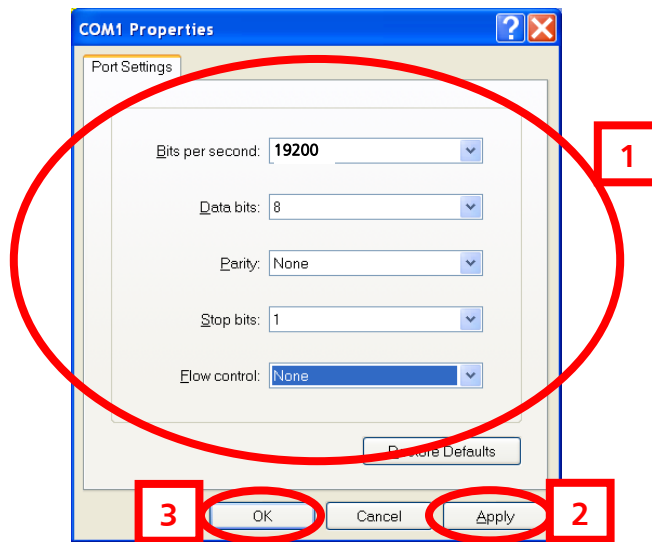 COM1 Properties
Port Settings
Bits per second: 19200
1
Data bits: 8
Parity: None
Stop bits: 1
Flow control: None
Restore Defaults
3 OK Cancel Apply 2